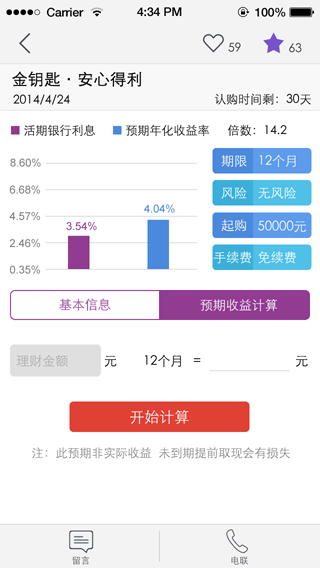 Carrier 4:34 PM 100%
59 63
金钥匙·安心得利
2014/4/24 认购时间剩：30天
活期银行利息 预期年化收益率 倍数：14.2
8.60%
6.68%
4.57%
2.46%
0.35%
3.54%
4.04%
期限 12个月
风险 无风险
起购 50000元
手续费 免续费
基本信息 预期收益计算
理财金额 元 12个月 = 元
开始计算
注：此预期非实际收益 未到期提前取现会有损失
留言 电联